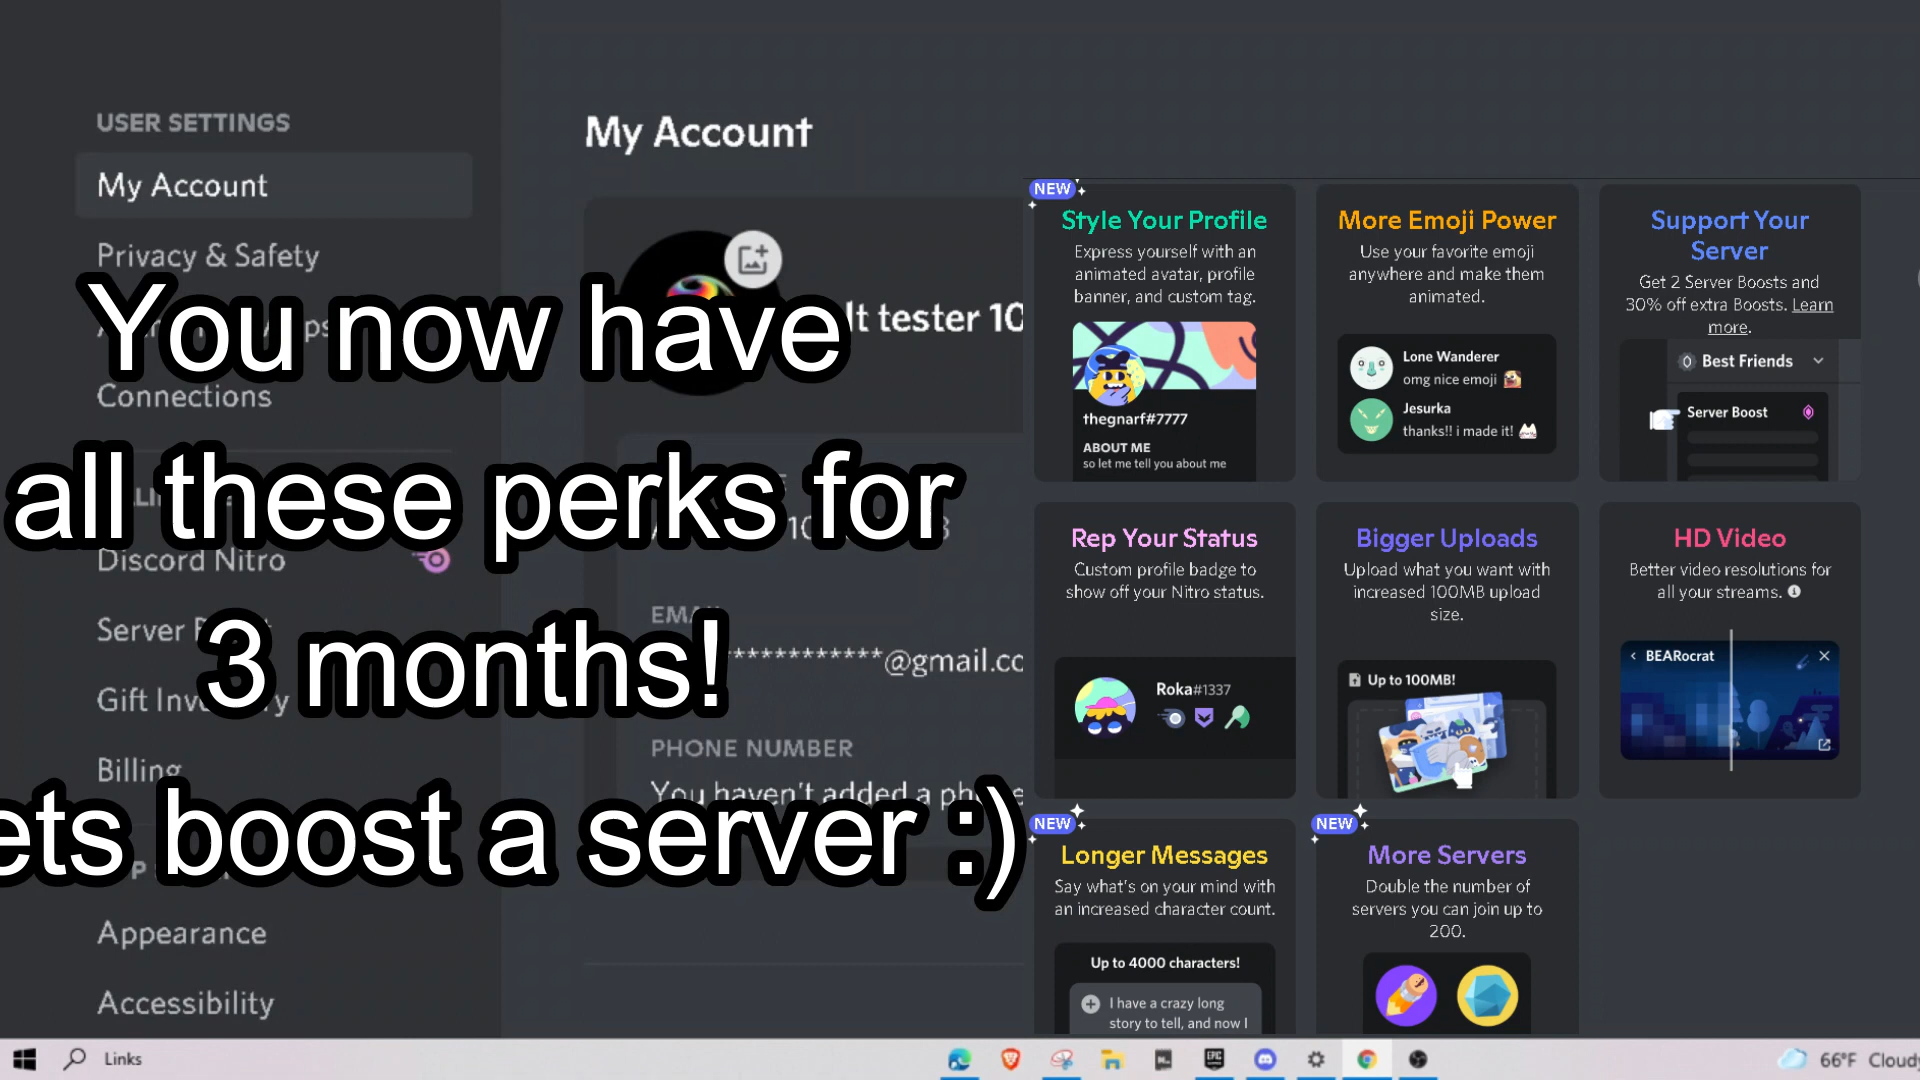 USER SETTINGS
My Account
Privacy & Safety
Connections
Discord Nitro
Server
Gift
Billing
Appearance
Accessibility
My Account
lt tester 10
@gmail.co
PHONE NUMBER
You haven't added a
You now have
all these perks for
3 months!
ets boost a server :)
NEW
Style Your Profile
Express yourself with an
animated avatar, profile
banner, and custom tag.
thegnarf#7777
ABOUT ME
so let me tell you about me
More Emoji Power
Use your favorite emoji
anywhere and make them
animated.
Lone Wanderer
omg nice emoji
Jesurka
thanks!! i made it!
Support Your
Server
Get 2 Server Boosts and
30% off extra Boosts. Learn
more.
Best Friends
Server Boost
Rep Your Status
Custom profile badge to
show off your Nitro status.
Roka#1337
Bigger Uploads
Upload what you want with
increased 100MB upload
size.
Up to 100MB!
HD Video
Better video resolutions for
all your streams.
BEARocrat
NEW
Longer Messages
Say what's on your mind with
an increased character count.
Up to 4000 characters!
I have a crazy long
story to tell, and now I
NEW
More Servers
Double the number of
servers you can join up to
200.
Links
EPIC
66°F Cloudy